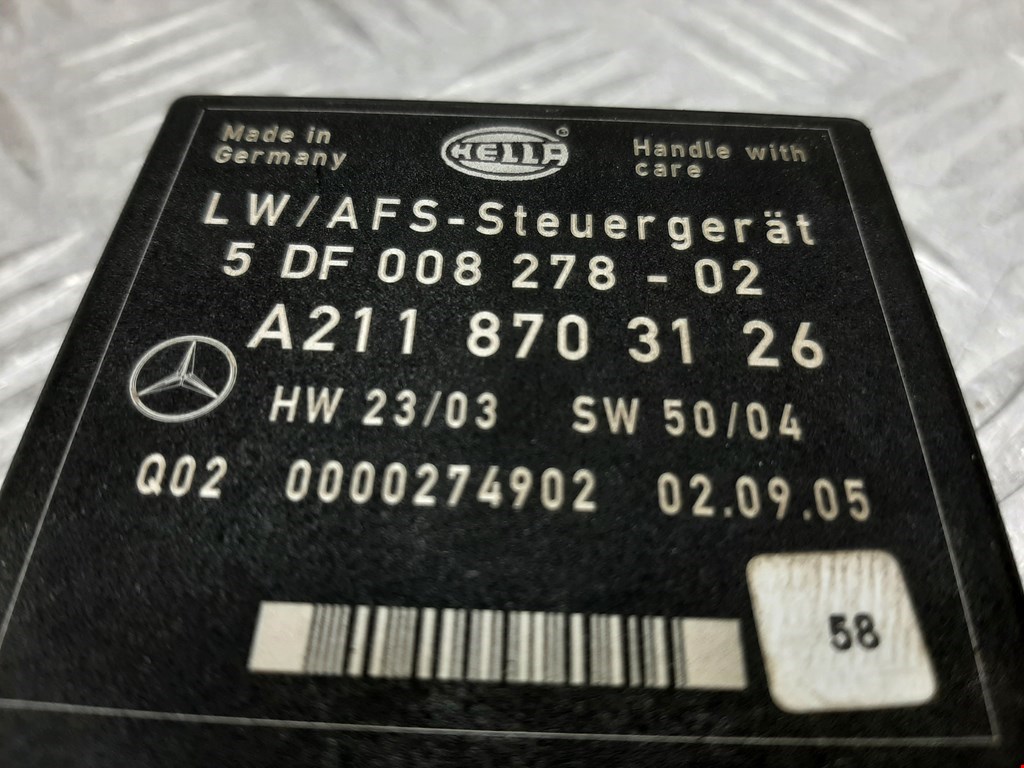 Made in
Germany
HELLA®
Handle with
care
LW/AFS-Steuergerät
5 DF 008 278 - 02
A211 870 31 26
HW 23/03 SW 50/04
Q02 0000274902 02.09.05
58